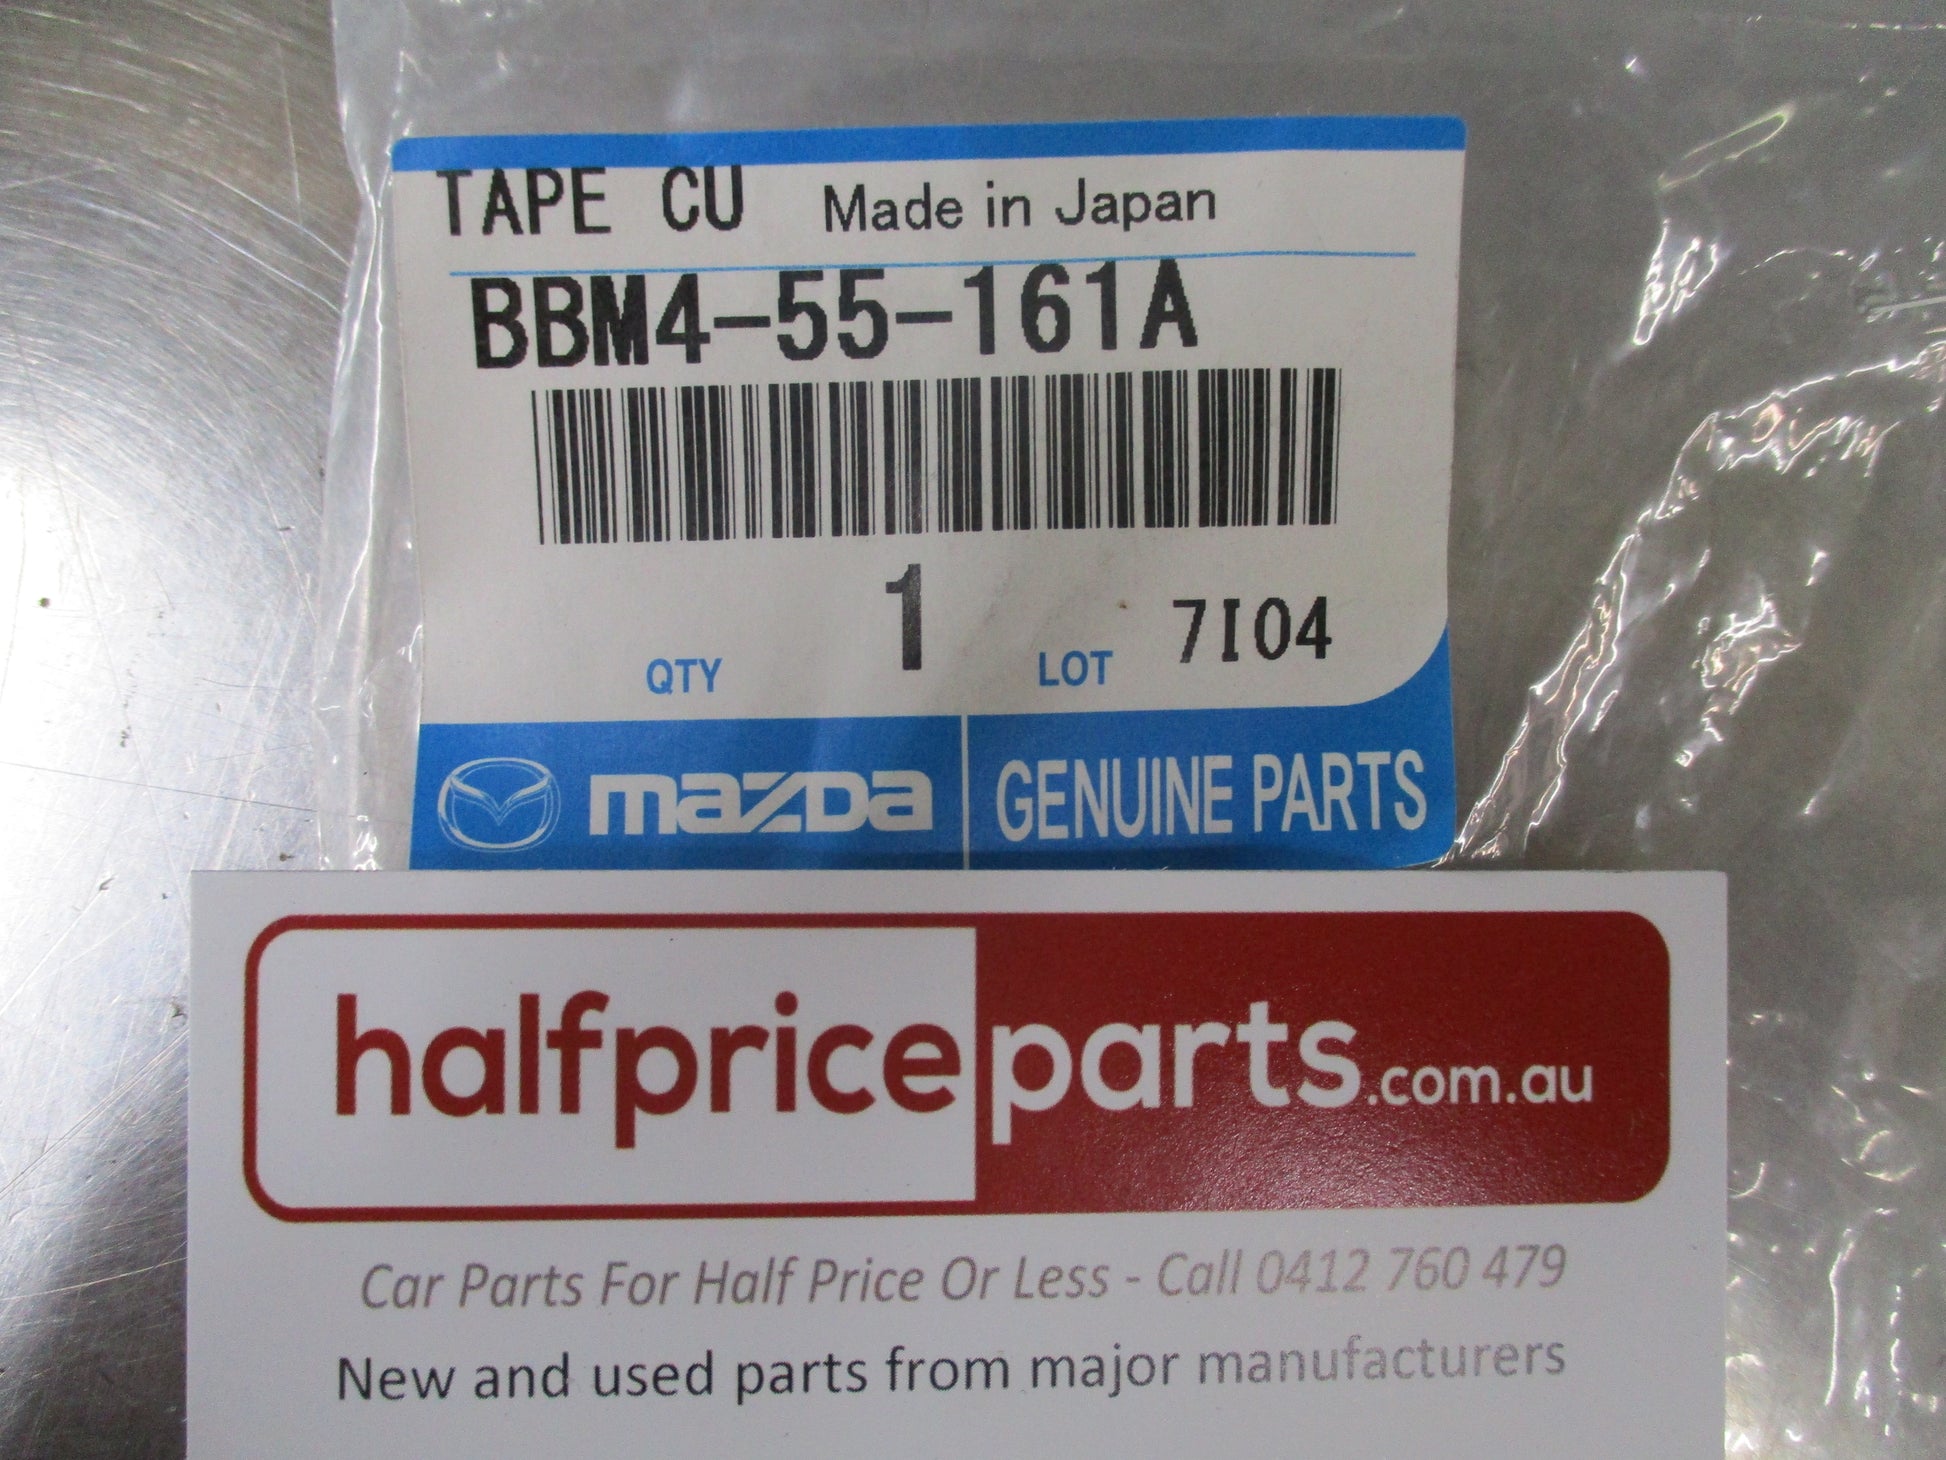 TAPE CU Made in Japan
BBM4-55-161A
QTY 1 LOT 7I04
mazda GENUINE PARTS
halfpriceparts.com.au
Car Parts For Half Price Or Less - Call 0412 760 479
New and used parts from major manufacturers